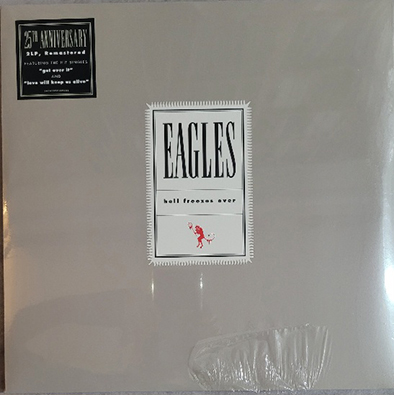 25TH ANNIVERSARY
2LP, Remastered
FEATURING THE HIT SINGLES
"get over it"
AND
"love will keep us alive"
EAGLES
hell freezes over